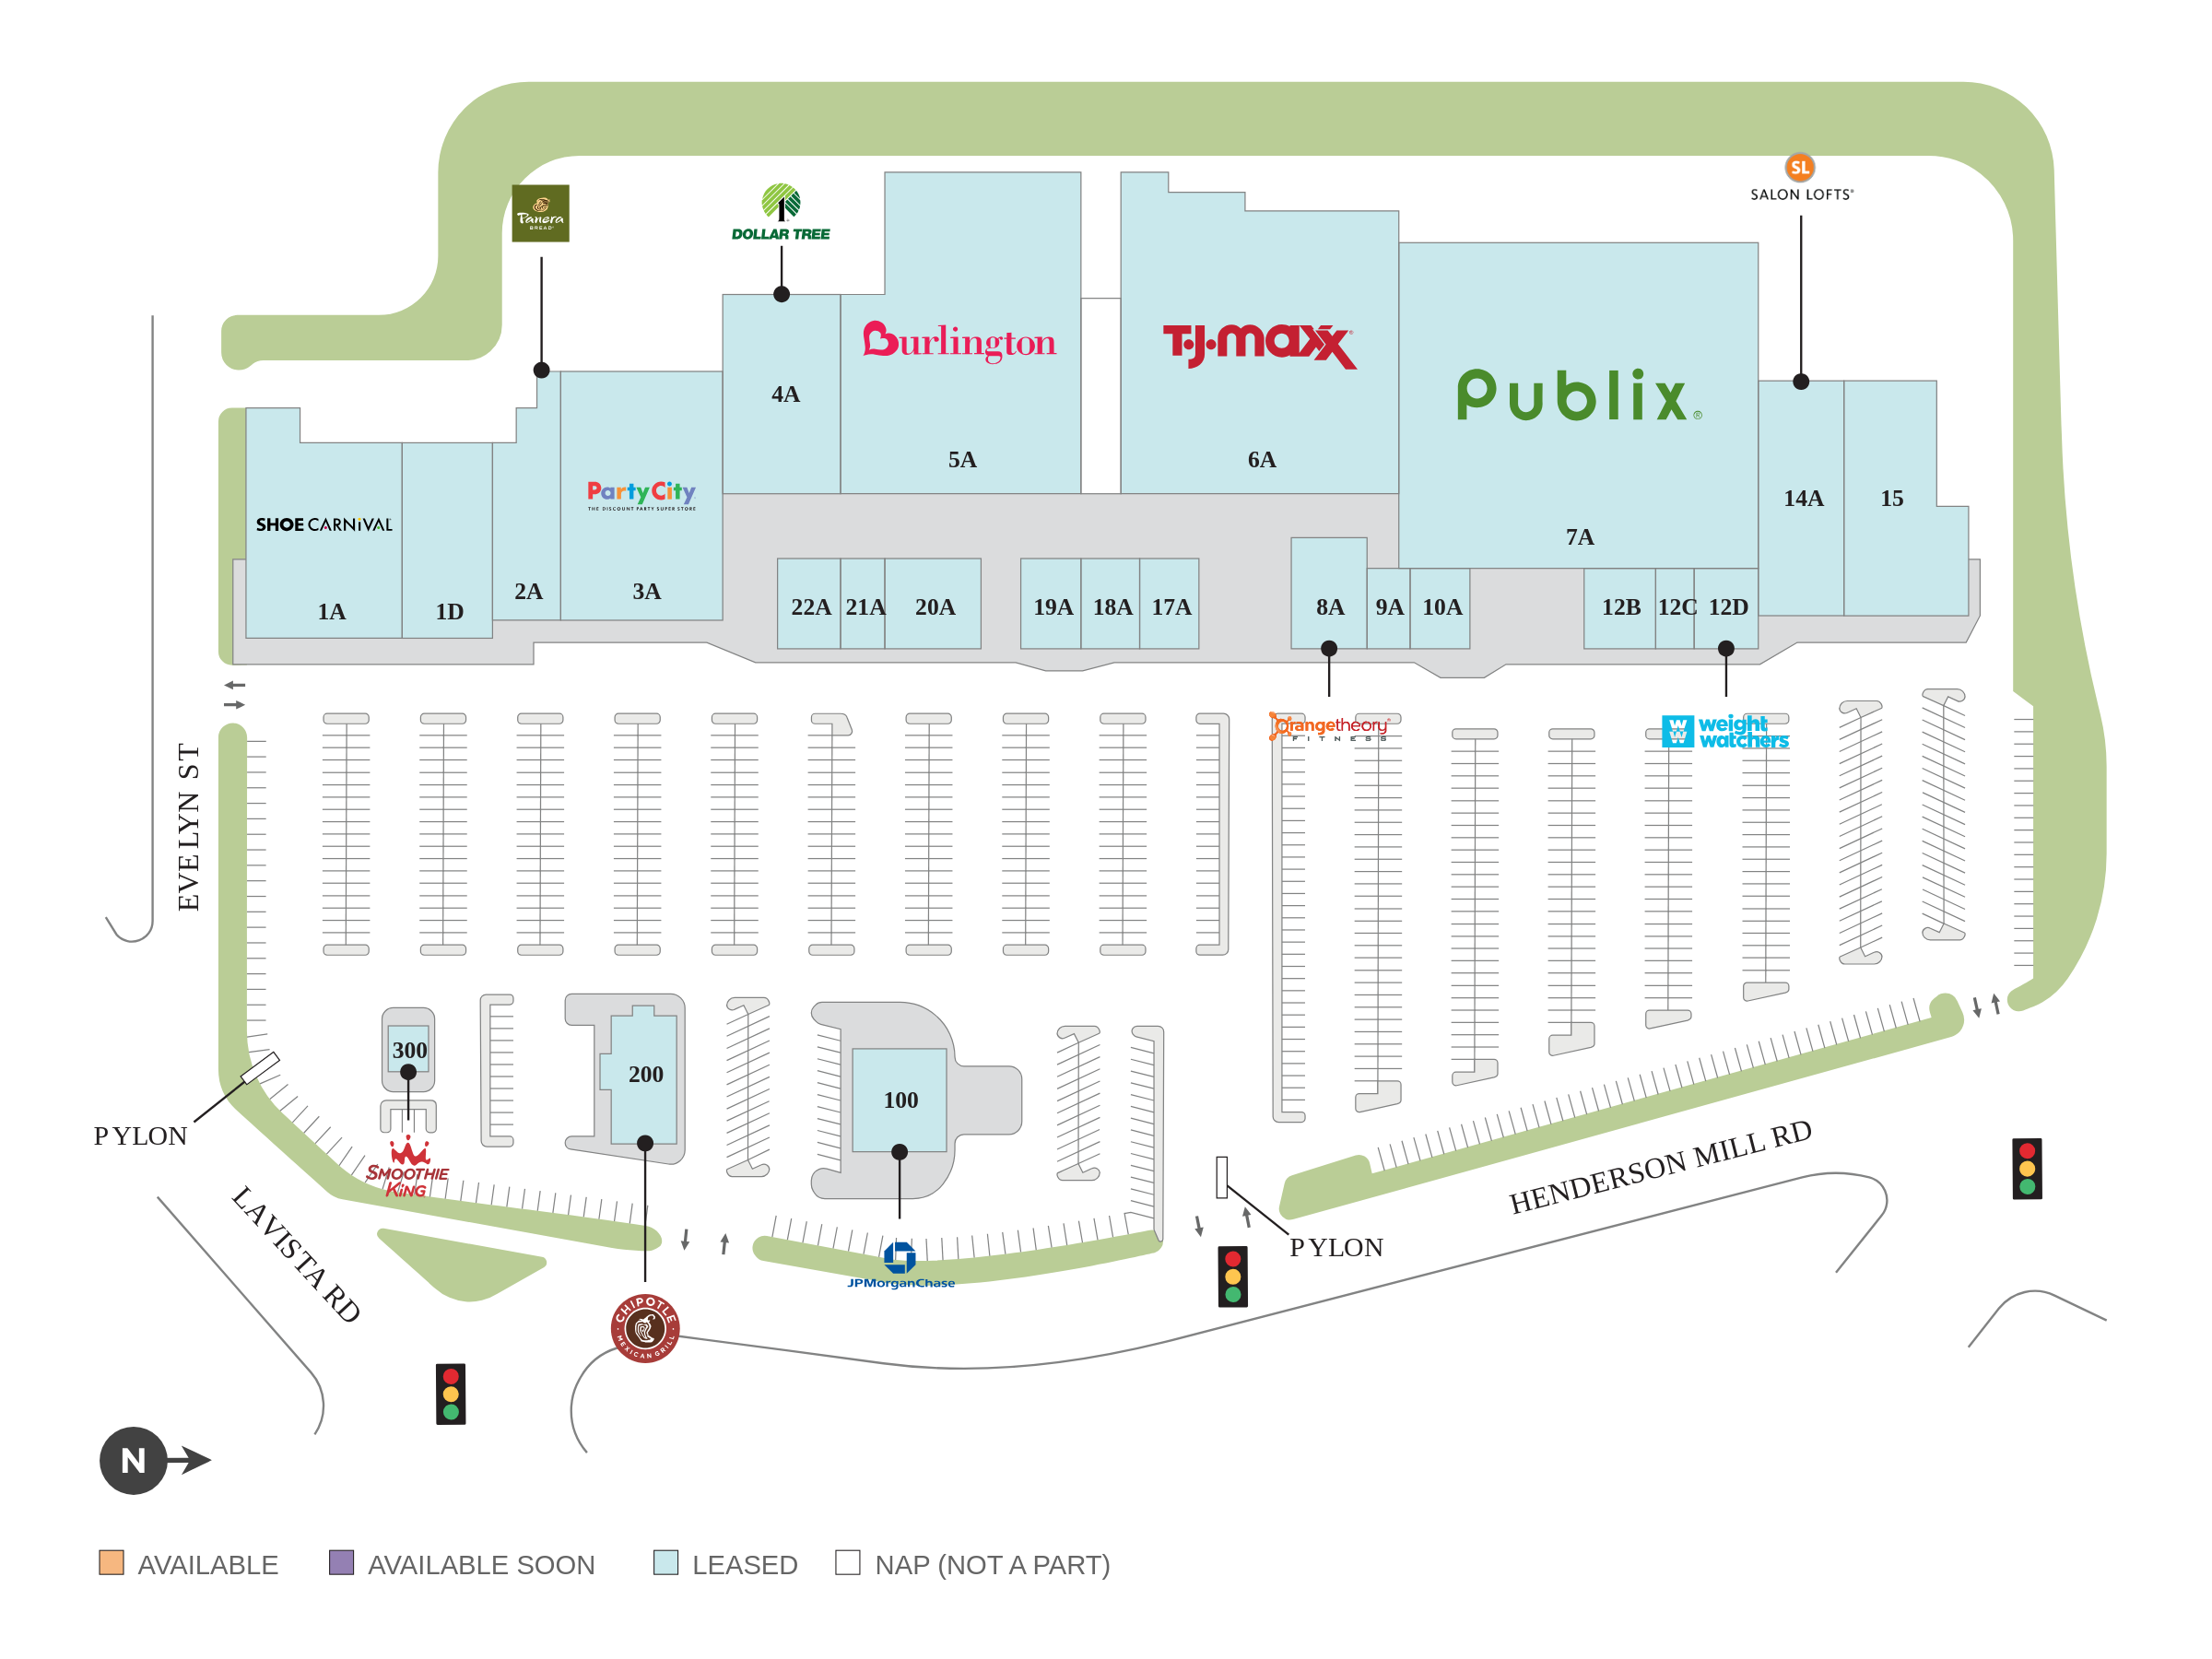 SL
SALON LOFTS®
Panera
BREAD®
DOLLAR TREE
Burlington
T·J·maxx®
Publix®
4A
5A
6A
7A
14A
15
Party City
THE DISCOUNT PARTY SUPER STORE
SHOE CARNIVAL
1A
1D
2A
3A
22A
21A
20A
19A
18A
17A
8A
9A
10A
12B
12C
12D
Orangetheory®
FITNESS
W
W
weight
watchers
EVELYN ST
300
200
100
PYLON
SMOOTHIE
KING
HENDERSON MILL RD
LAVISTA RD
PYLON
JPMorganChase
CHIPOTLE
MEXICAN GRILL
N
AVAILABLE
AVAILABLE SOON
LEASED
NAP (NOT A PART)